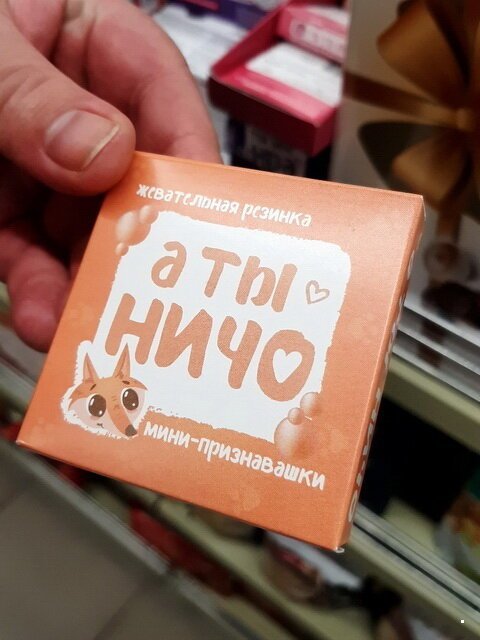 жевательная резинка
а ты
ничо
мини-признавашки